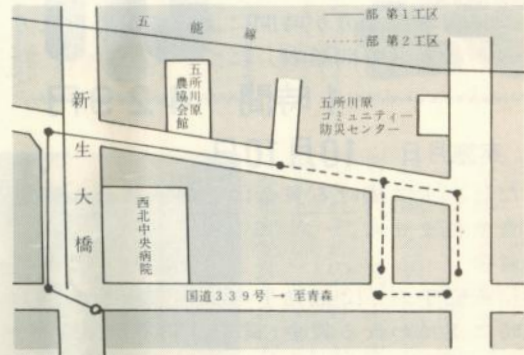 ——部 第1工区
-----部 第2工区
五能線
五所川原
農協会館
五所川原
コミュニティー
防災センター
新生大橋
西北中央病院
国道339号 → 至青森